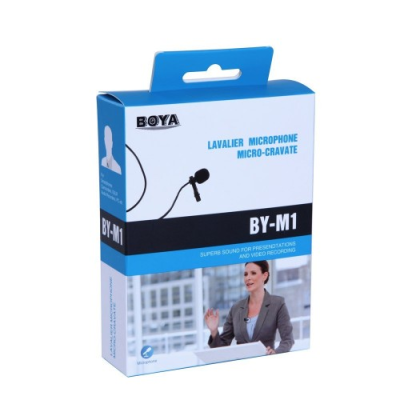 BOYA
LAVALIER MICROPHONE
MICRO-CRAVATE
BY-M1
SUPERB SOUND FOR PRESENTATIONS
AND VIDEO RECORDING
BY-M1